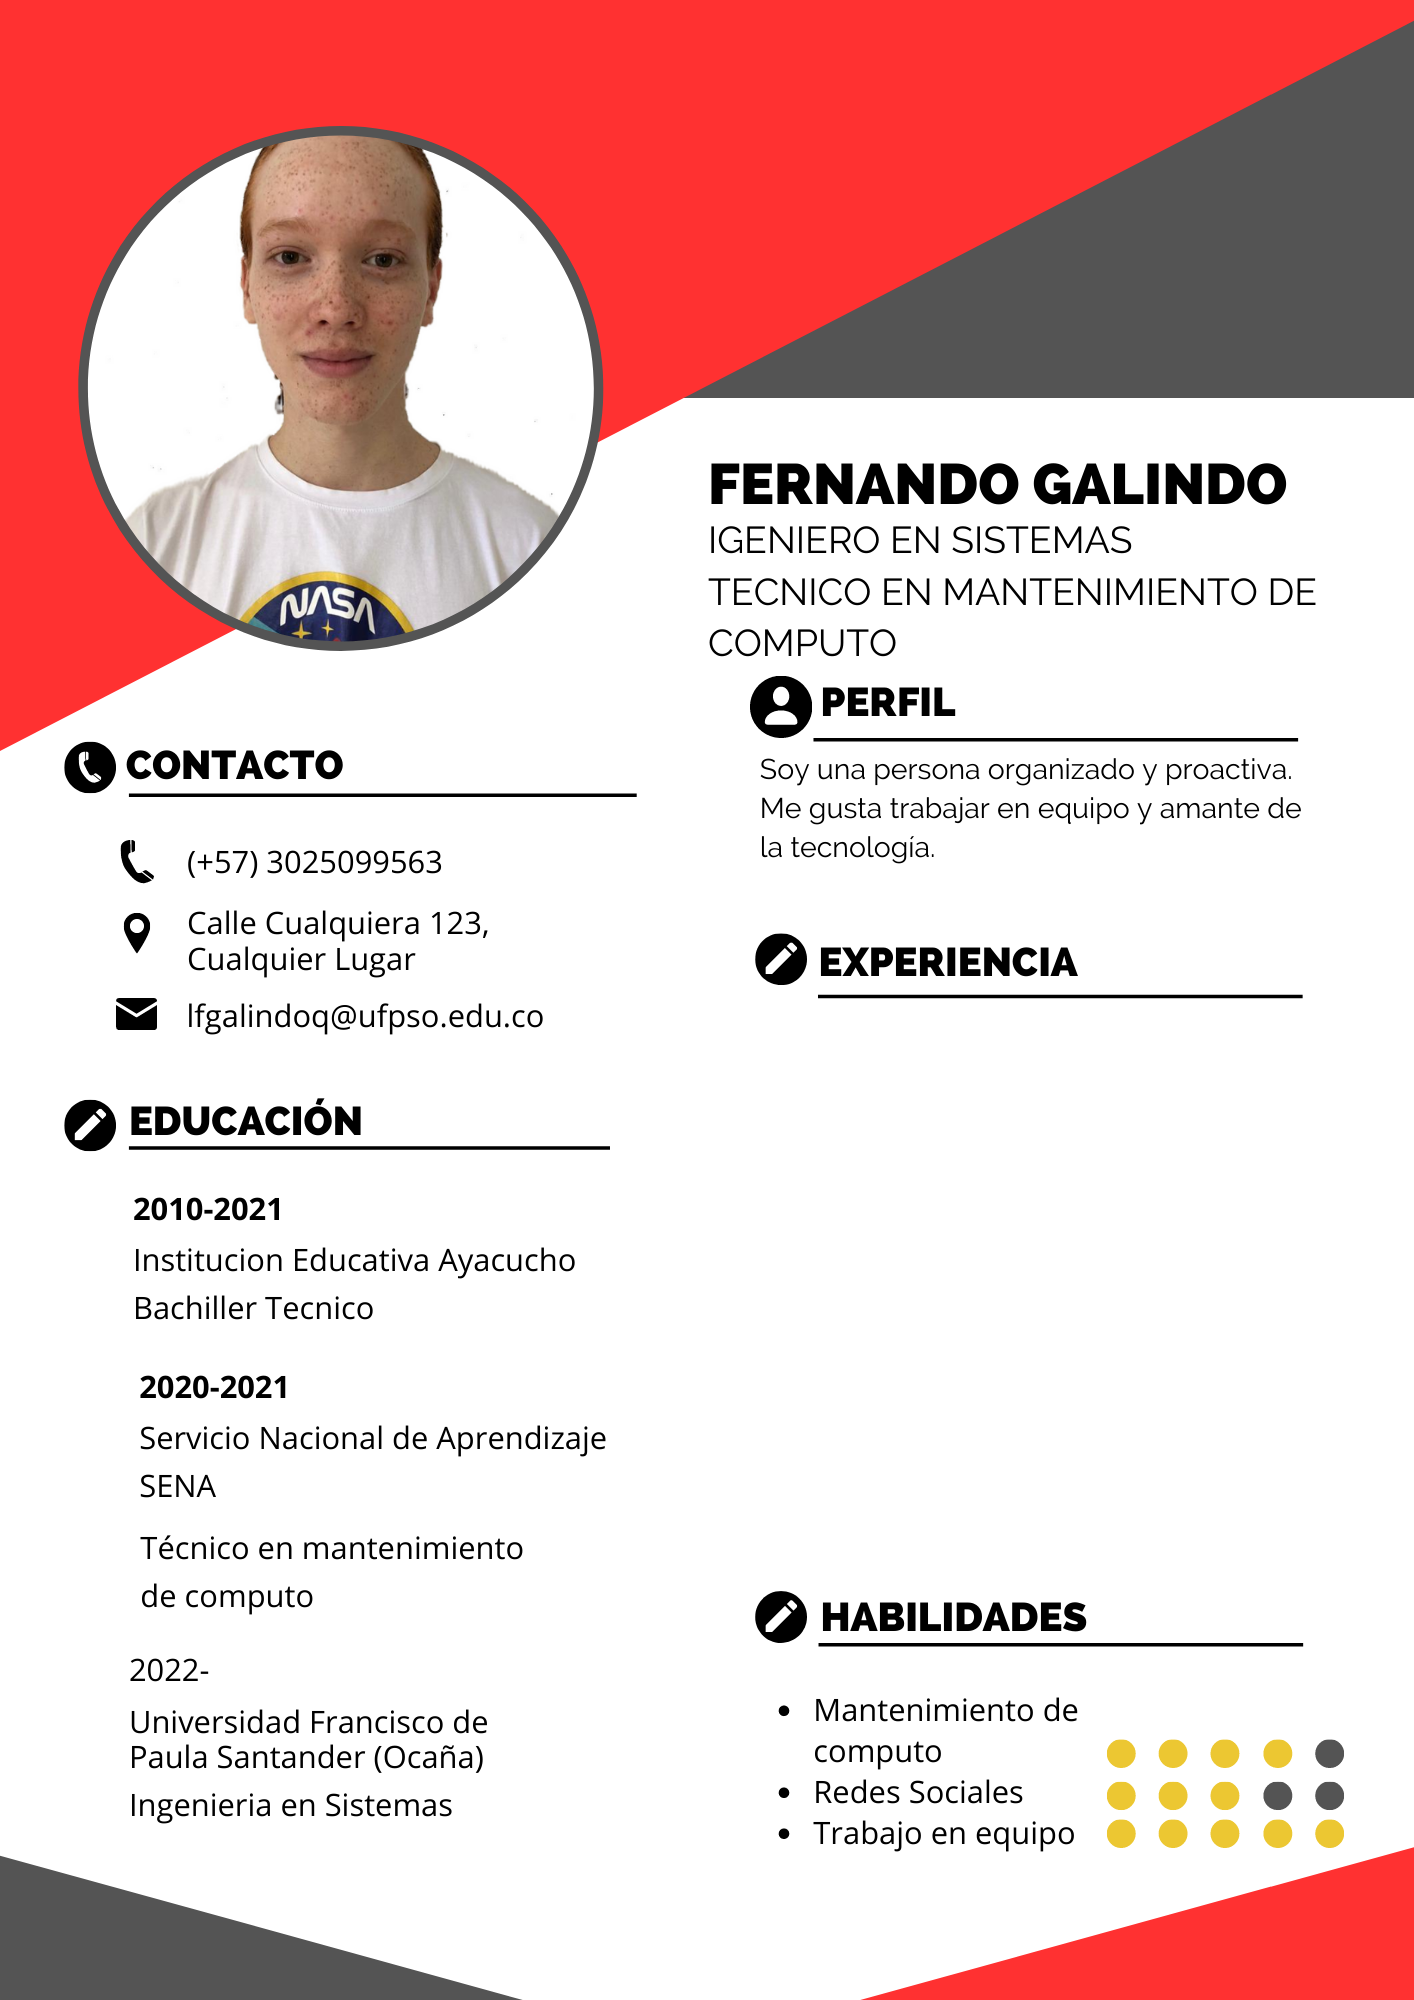 NASA
FERNANDO GALINDO
IGENIERO EN SISTEMAS
TECNICO EN MANTENIMIENTO DE
COMPUTO
PERFIL
Soy una persona organizado y proactiva.
Me gusta trabajar en equipo y amante de
la tecnología.
CONTACTO
(+57) 3025099563
Calle Cualquiera 123,
Cualquier Lugar
lfgalindoq@ufpso.edu.co
EDUCACIÓN
2010-2021
Institucion Educativa Ayacucho
Bachiller Tecnico
2020-2021
Servicio Nacional de Aprendizaje
SENA
Técnico en mantenimiento
de computo
2022-
Universidad Francisco de
Paula Santander (Ocaña)
Ingenieria en Sistemas
EXPERIENCIA
HABILIDADES
• Mantenimiento de
computo
• Redes Sociales
• Trabajo en equipo